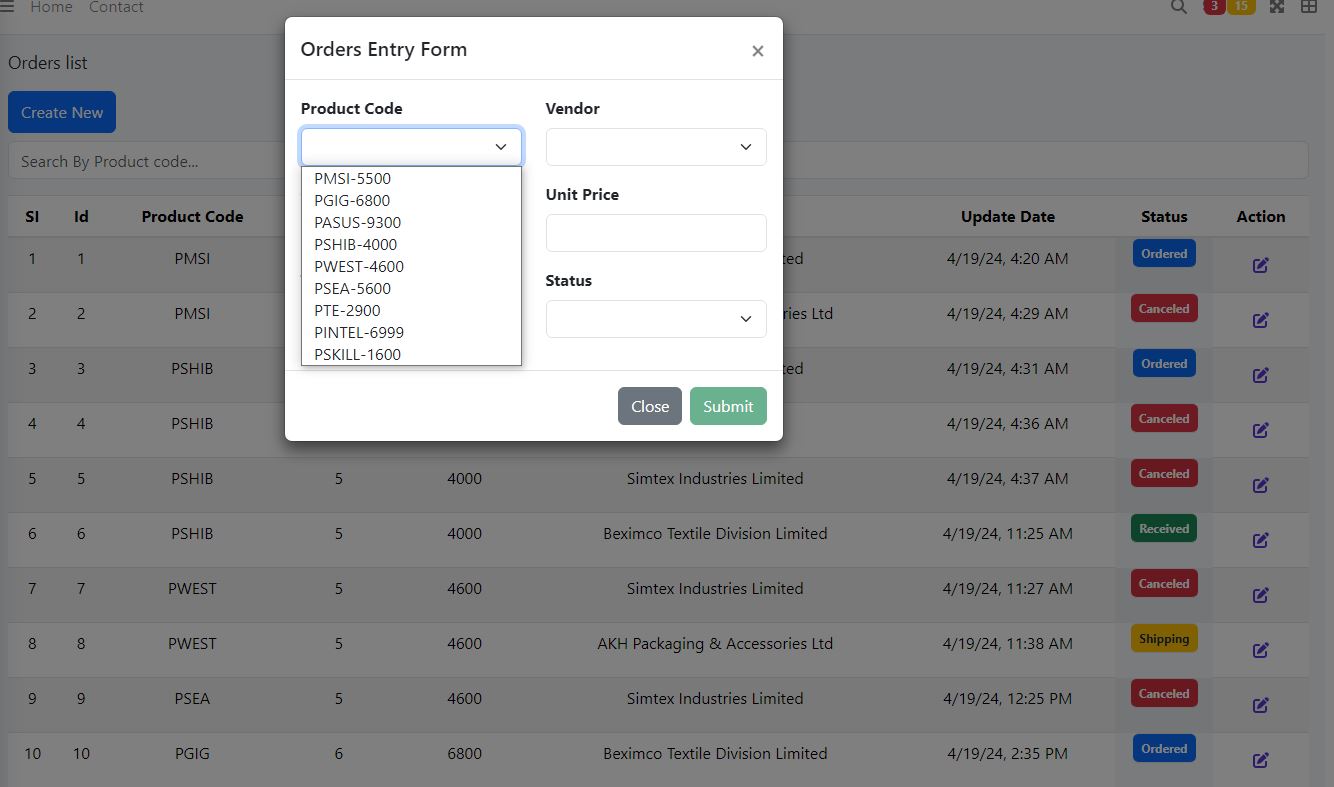 Home Contact 3 15
Orders list
Create New
Search By Product code...
Orders Entry Form ×
Product Code Vendor
PMSI-5500
PGIG-6800
PASUS-9300
PSHIB-4000
PWEST-4600
PSEA-5600
PTE-2900
PINTEL-6999
PSKILL-1600
Unit Price
Status
Close Submit
SI Id Product Code Update Date Status Action
1 1 PMSI ted 4/19/24, 4:20 AM Ordered
2 2 PMSI ries Ltd 4/19/24, 4:29 AM Canceled
3 3 PSHIB ted 4/19/24, 4:31 AM Ordered
4 4 PSHIB 4/19/24, 4:36 AM Canceled
5 5 PSHIB 5 4000 Simtex Industries Limited 4/19/24, 4:37 AM Canceled
6 6 PSHIB 5 4000 Beximco Textile Division Limited 4/19/24, 11:25 AM Received
7 7 PWEST 5 4600 Simtex Industries Limited 4/19/24, 11:27 AM Canceled
8 8 PWEST 5 4600 AKH Packaging & Accessories Ltd 4/19/24, 11:38 AM Shipping
9 9 PSEA 5 4600 Simtex Industries Limited 4/19/24, 12:25 PM Canceled
10 10 PGIG 6 6800 Beximco Textile Division Limited 4/19/24, 2:35 PM Ordered